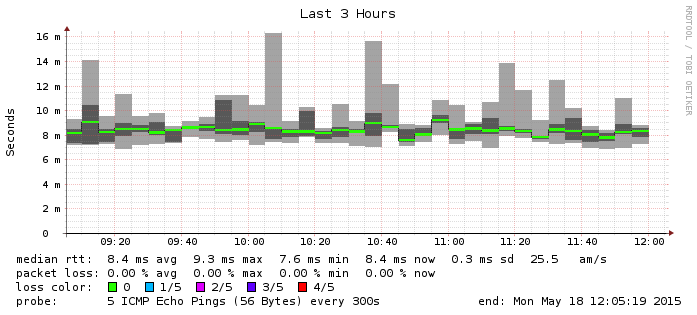 Last 3 Hours
RRDTOOL / TOBI OETIKER
Seconds
16 m
14 m
12 m
10 m
8 m
6 m
4 m
2 m
0
09:20 09:40 10:00 10:20 10:40 11:00 11:20 11:40 12:00
median rtt: 8.4 ms avg 9.3 ms max 7.6 ms min 8.4 ms now 0.3 ms sd 25.5 am/s
packet loss: 0.00 % avg 0.00 % max 0.00 % min 0.00 % now
loss color: 0 1/5 2/5 3/5 4/5
probe: 5 ICMP Echo Pings (56 Bytes) every 300s end: Mon May 18 12:05:19 2015